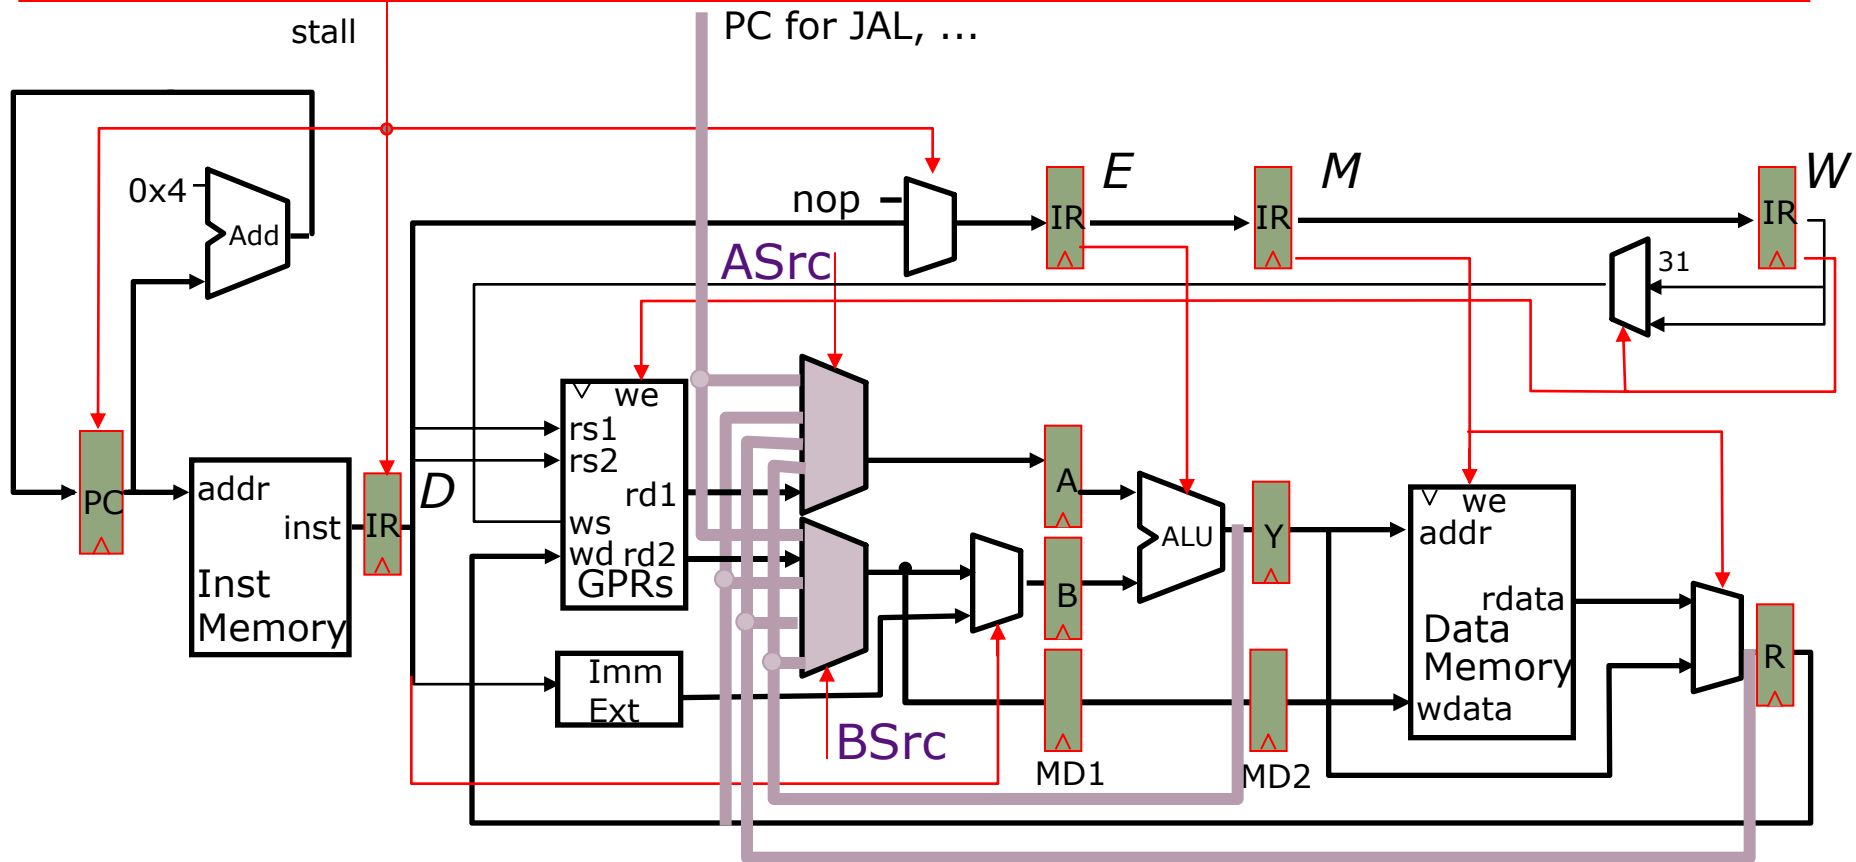 stall
PC for JAL, ...
0x4
Add
nop
IR
E
IR
M
IR
W
31
ASrc
we
rs1
rs2
rd1
ws
wd
rd2
GPRs
PC
addr
inst
Inst
Memory
IR
D
A
B
ALU
Y
we
addr
rdata
Data
Memory
wdata
R
Imm
Ext
BSrc
MD1
MD2